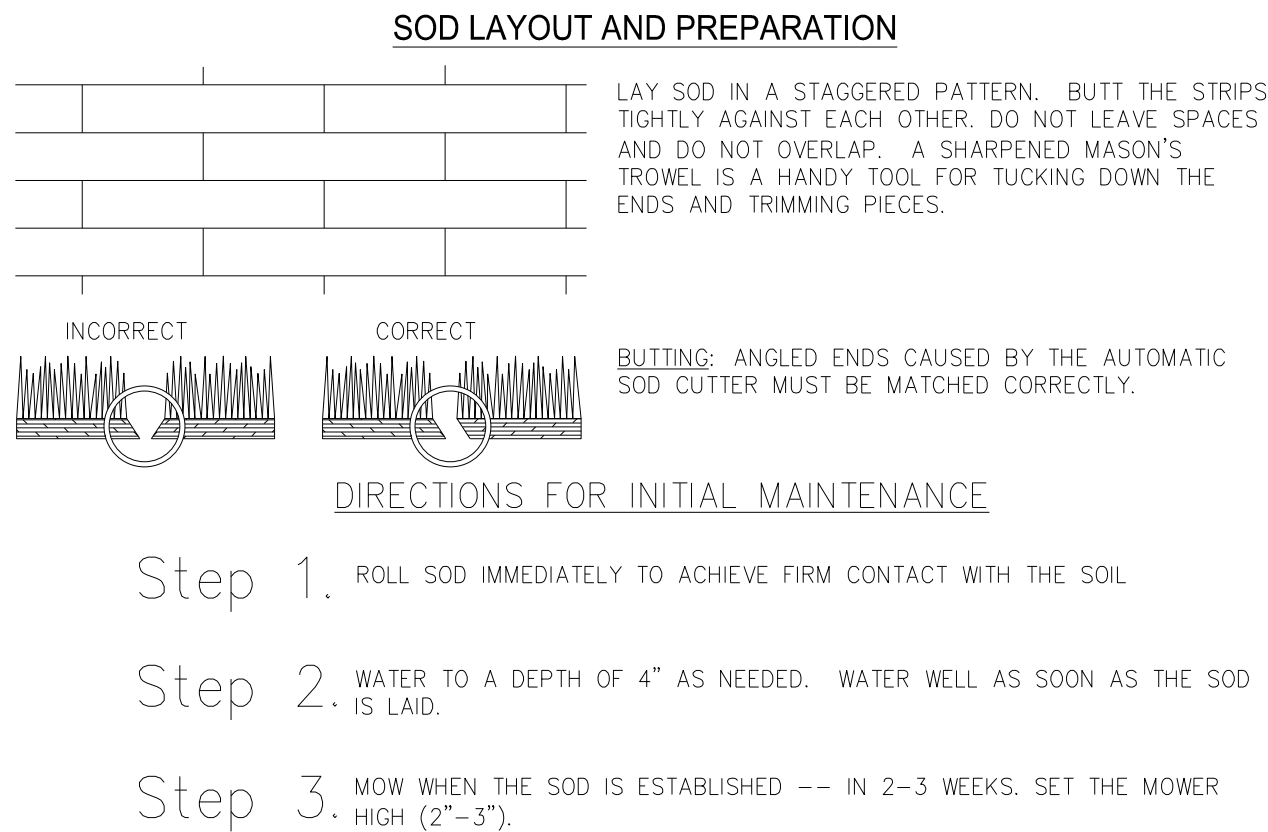 SOD LAYOUT AND PREPARATION
LAY SOD IN A STAGGERED PATTERN. BUTT THE STRIPS
TIGHTLY AGAINST EACH OTHER. DO NOT LEAVE SPACES
AND DO NOT OVERLAP. A SHARPENED MASON'S
TROWEL IS A HANDY TOOL FOR TUCKING DOWN THE
ENDS AND TRIMMING PIECES.
INCORRECT
CORRECT
BUTTING: ANGLED ENDS CAUSED BY THE AUTOMATIC
SOD CUTTER MUST BE MATCHED CORRECTLY.
DIRECTIONS FOR INITIAL MAINTENANCE
Step 1. ROLL SOD IMMEDIATELY TO ACHIEVE FIRM CONTACT WITH THE SOIL
Step 2. WATER TO A DEPTH OF 4" AS NEEDED. WATER WELL AS SOON AS THE SOD
IS LAID.
Step 3. MOW WHEN THE SOD IS ESTABLISHED -- IN 2-3 WEEKS. SET THE MOWER
HIGH (2"-3").